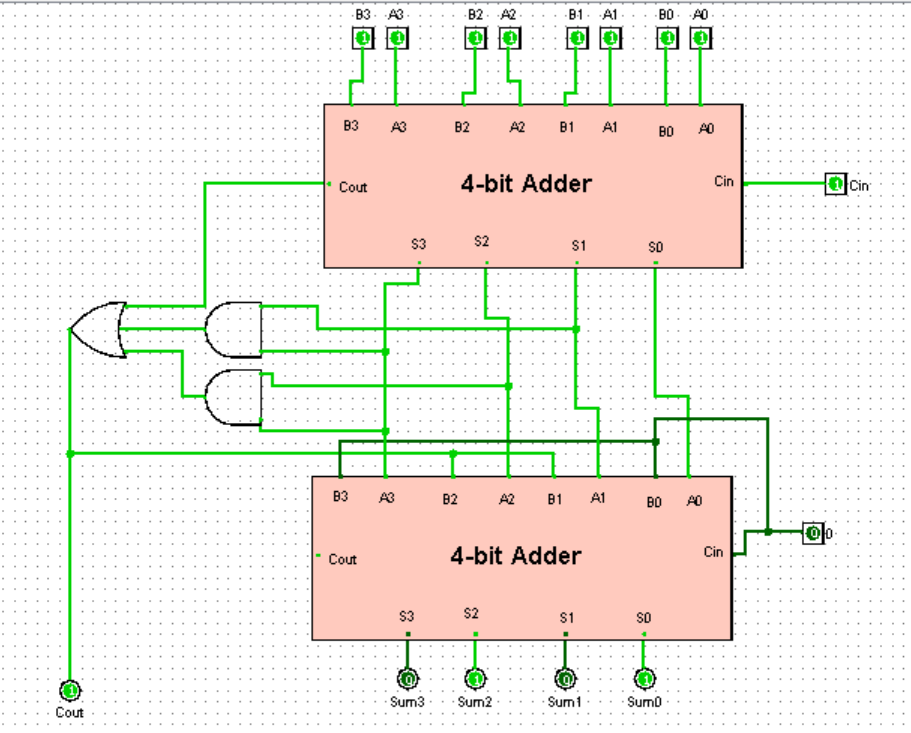 B3 A3 B2 A2 B1 A1 B0 A0
1 1 1 1 1 1 1 1
B3 A3 B2 A2 B1 A1 B0 A0
Cout 4-bit Adder Cin 1 Cin
S3 S2 S1 S0
B3 A3 B2 A2 B1 A1 B0 A0
0 0
Cout 4-bit Adder Cin
S3 S2 S1 S0
0 1 0 1
1
Sum3 Sum2 Sum1 Sum0
Cout